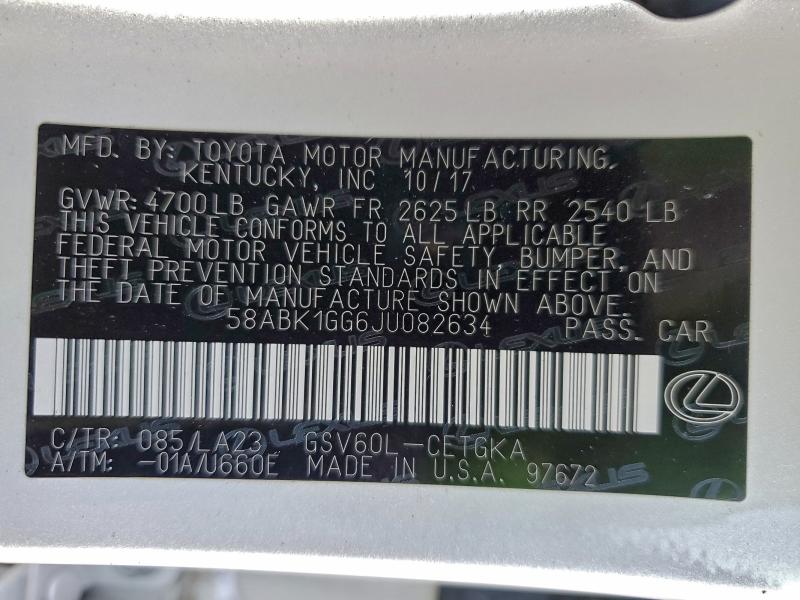 MFD. BY: TOYOTA MOTOR MANUFACTURING,
KENTUCKY, INC 10/17
GVWR: 4700LB GAWR FR 2625LB RR 2540 LB
THIS VEHICLE CONFORMS TO ALL APPLICABLE
FEDERAL MOTOR VEHICLE SAFETY, BUMPER, AND
THEFT PREVENTION STANDARDS IN EFFECT ON
THE DATE OF MANUFACTURE SHOWN ABOVE.
58ABK1GG6JU082634 PASS. CAR
C/TR: 085/LA23 GSV60L-CETGKA
A/TM: -01A/U660E MADE IN U.S.A. 97672